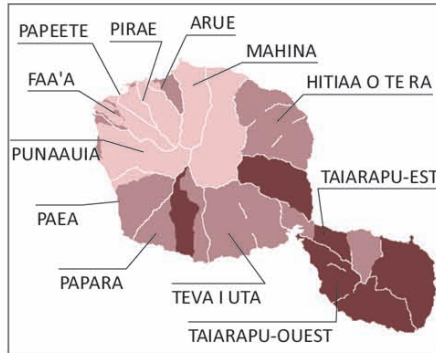 PAPEETE
PIRAE
ARUE
MAHINA
FAA'A
HITIAA O TE RA
PUNAAUIA
TAIARAPU-EST
PAEA
PAPARA
TEVA I UTA
TAIARAPU-OUEST